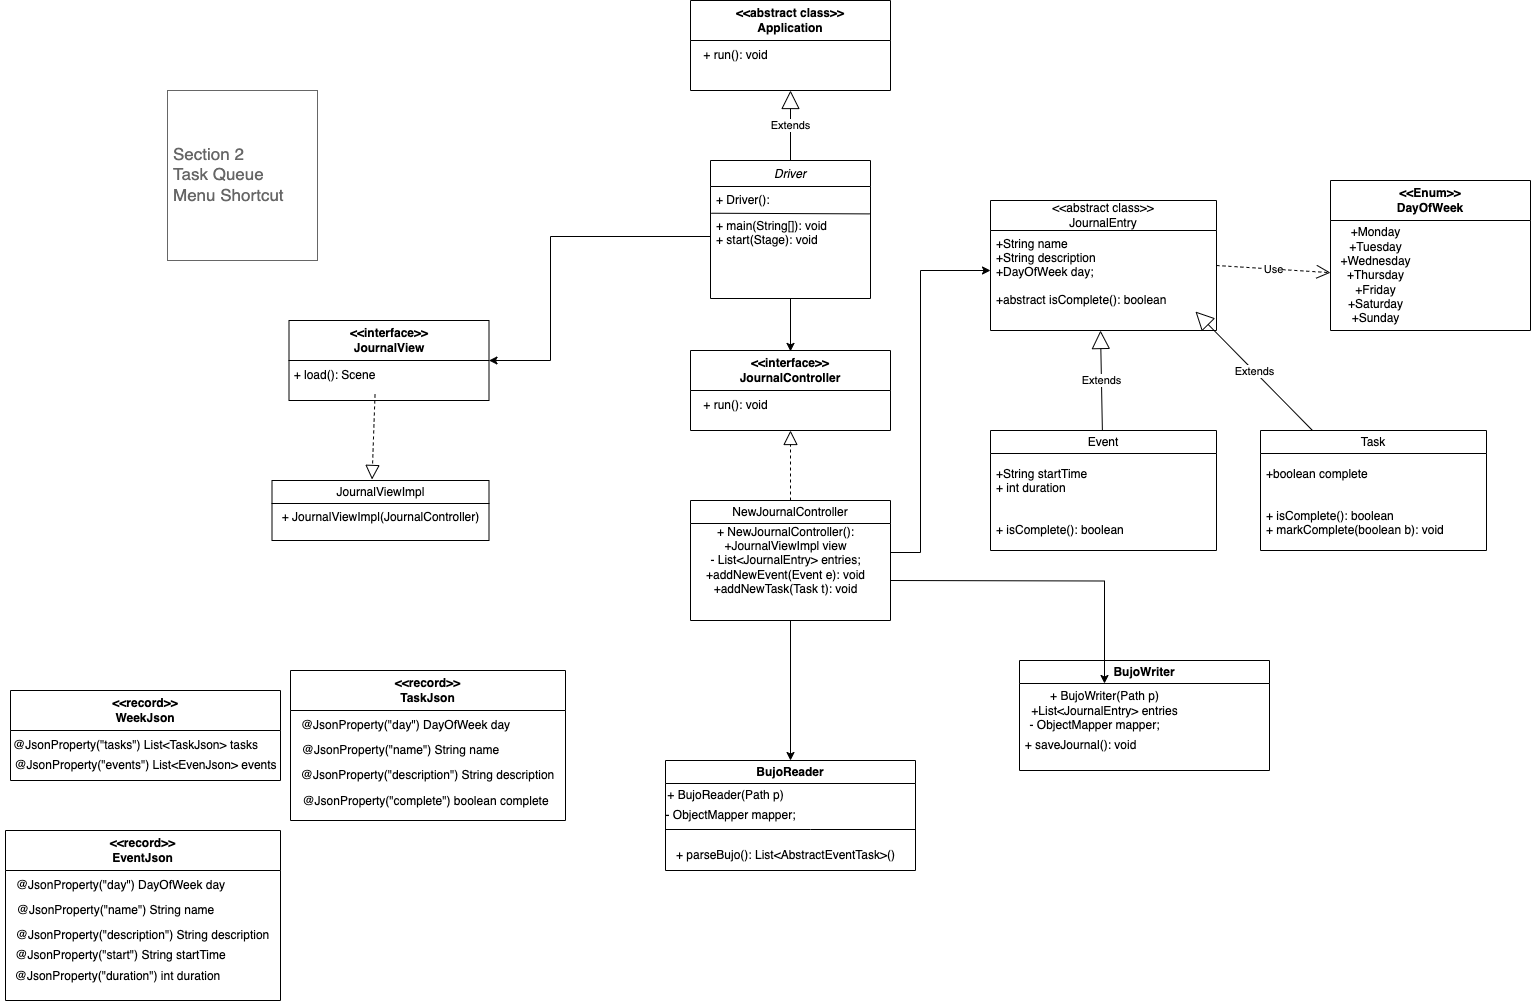 <<abstract class>>
Application
+ run(): void
Extends
Section 2
Task Queue
Menu Shortcut
Driver
+ Driver():
+ main(String[]): void
+ start(Stage): void
<<abstract class>>
JournalEntry
+String name
+String description
+DayOfWeek day;
+abstract isComplete(): boolean
Use
<<Enum>>
DayOfWeek
+Monday
+Tuesday
+Wednesday
+Thursday
+Friday
+Saturday
+Sunday
<<interface>>
JournalView
+ load(): Scene
<<interface>>
JournalController
+ run(): void
Extends
Extends
Event
+String startTime
+ int duration
+ isComplete(): boolean
Task
+boolean complete
+ isComplete(): boolean
+ markComplete(boolean b): void
JournalViewImpl
+ JournalViewImpl(JournalController)
NewJournalController
+ NewJournalController():
+JournalViewImpl view
- List<JournalEntry> entries;
+addNewEvent(Event e): void
+addNewTask(Task t): void
<<record>>
WeekJson
@JsonProperty("tasks") List<TaskJson> tasks
@JsonProperty("events") List<EvenJson> events
<<record>>
TaskJson
@JsonProperty("day") DayOfWeek day
@JsonProperty("name") String name
@JsonProperty("description") String description
@JsonProperty("complete") boolean complete
BujoWriter
+ BujoWriter(Path p)
+List<JournalEntry> entries
- ObjectMapper mapper;
+ saveJournal(): void
BujoReader
+ BujoReader(Path p)
- ObjectMapper mapper;
+ parseBujo(): List<AbstractEventTask>()
<<record>>
EventJson
@JsonProperty("day") DayOfWeek day
@JsonProperty("name") String name
@JsonProperty("description") String description
@JsonProperty("start") String startTime
@JsonProperty("duration") int duration